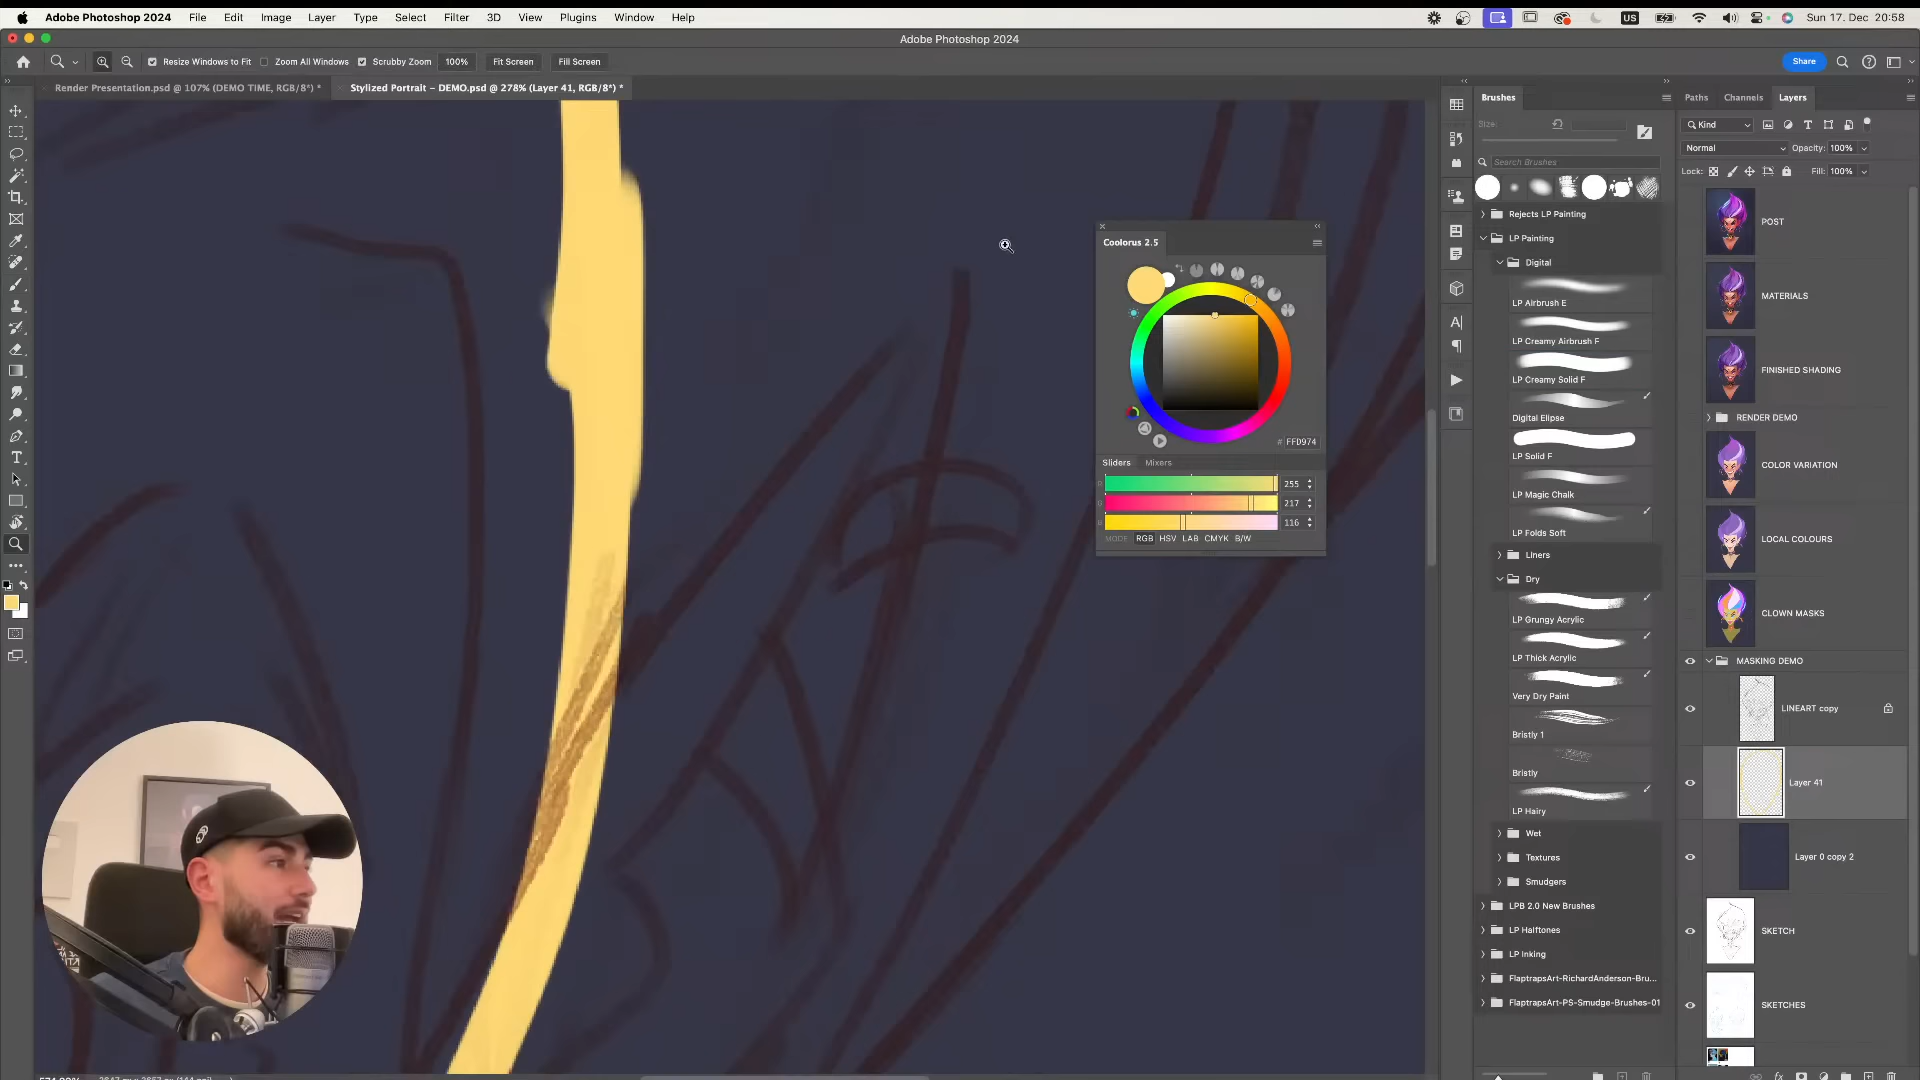 Adobe Photoshop 2024 File Edit Image Layer Type Select Filter 3D View Plugins Window Help US Sun 17. Dec 20:58
Adobe Photoshop 2024
Resize Windows to Fit Zoom All Windows Scrubby Zoom 100% Fit Screen Fill Screen Share
Render Presentation.psd @ 107% (DEMO TIME, RGB/8*) * Stylized Portrait – DEMO.psd @ 278% (Layer 41, RGB/8*) *
Coolorus 2.5
# FFD974
Sliders Mixers
255
217
116
MODE RGB HSV LAB CMYK B/W
Brushes
Size:
Search Brushes
Rejects LP Painting
LP Painting
Digital
LP Airbrush E
LP Creamy Airbrush F
LP Creamy Solid F
Digital Elipse
LP Solid F
LP Magic Chalk
LP Folds Soft
Liners
Dry
LP Grungy Acrylic
LP Thick Acrylic
Very Dry Paint
Bristly 1
Bristly
LP Hairy
Wet
Textures
Smudgers
LPB 2.0 New Brushes
LP Halftones
LP Inking
FlaptrapsArt-RichardAnderson-Bru...
FlaptrapsArt-PS-Smudge-Brushes-01
Paths Channels Layers
Kind
Normal Opacity: 100%
Lock: Fill: 100%
POST
MATERIALS
FINISHED SHADING
RENDER DEMO
COLOR VARIATION
LOCAL COLOURS
CLOWN MASKS
MASKING DEMO
LINEART copy
Layer 41
Layer 0 copy 2
SKETCH
SKETCHES